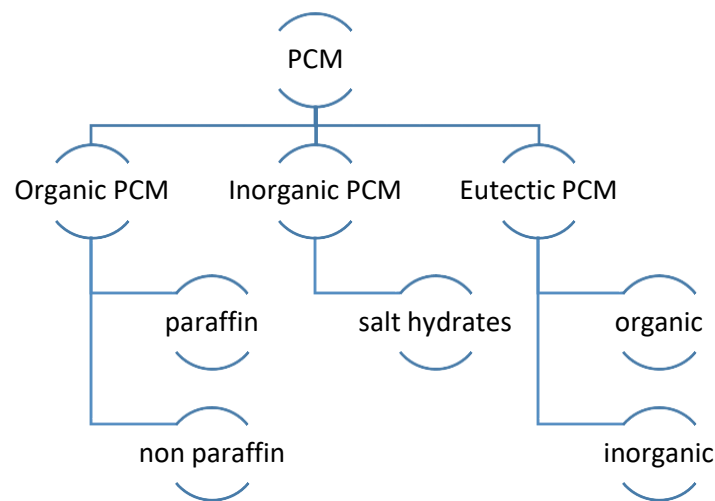 PCM
Organic PCM
Inorganic PCM
Eutectic PCM
paraffin
salt hydrates
organic
non paraffin
inorganic